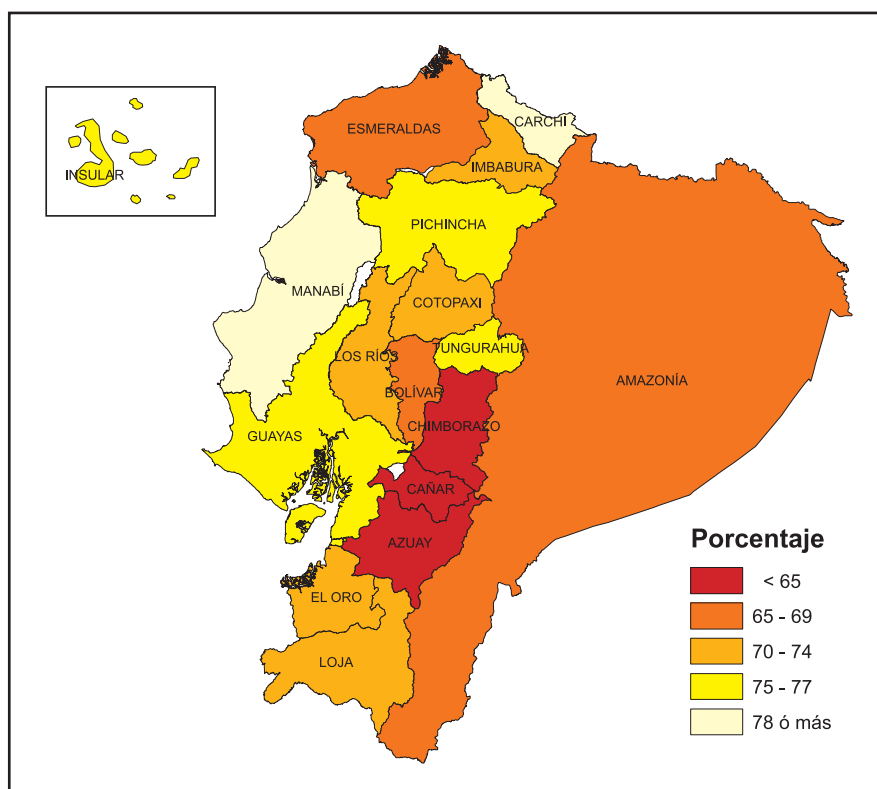 CARCHI
ESMERALDAS
IMBABURA
INSULAR
PICHINCHA
MANABÍ
COTOPAXI
TUNGURAHUA
LOS RÍOS
AMAZONÍA
BOLÍVAR
CHIMBORAZO
GUAYAS
CAÑAR
AZUAY
EL ORO
LOJA
Porcentaje
< 65
65 - 69
70 - 74
75 - 77
78 ó más